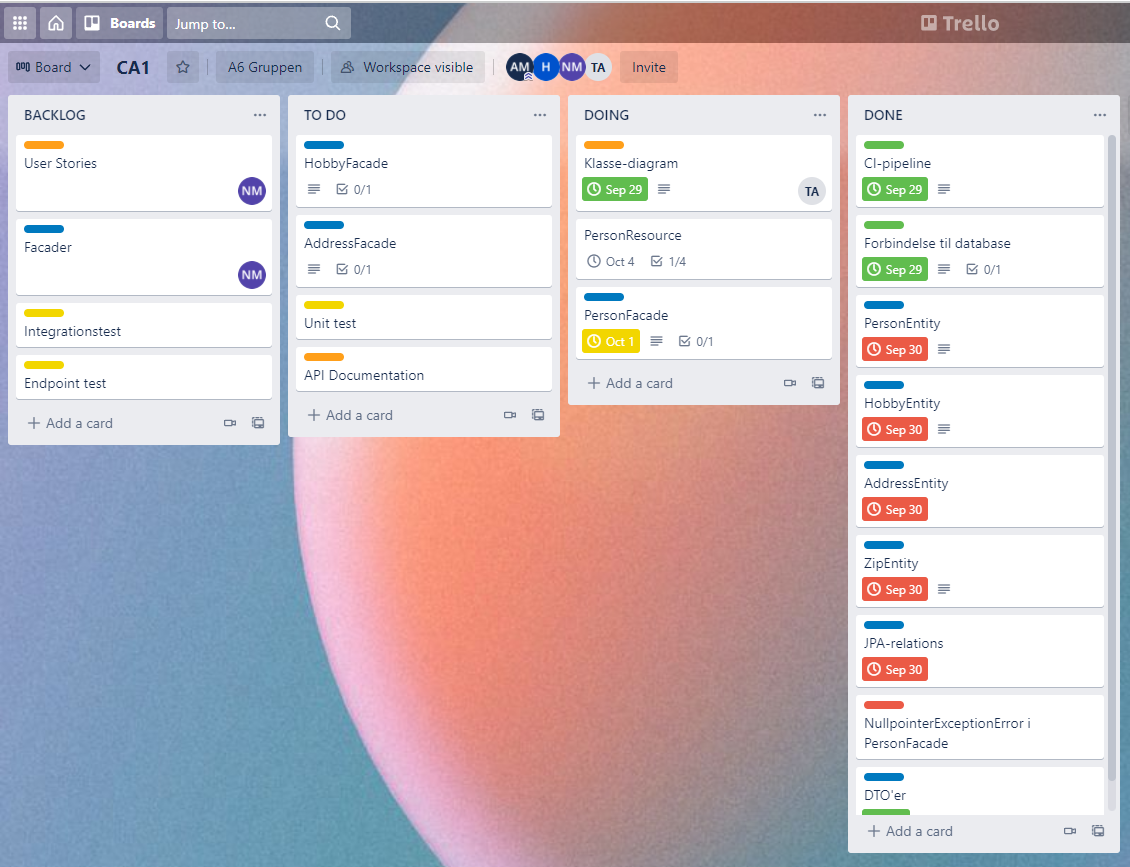 Boards
Jump to...
Trello
Board
CA1
A6 Gruppen
Workspace visible
AM
H
NM
TA
Invite
BACKLOG
User Stories
NM
Facader
NM
Integrationstest
Endpoint test
Add a card
TO DO
HobbyFacade
0/1
AddressFacade
0/1
Unit test
API Documentation
Add a card
DOING
Klasse-diagram
Sep 29
TA
PersonResource
Oct 4
1/4
PersonFacade
Oct 1
0/1
Add a card
DONE
CI-pipeline
Sep 29
Forbindelse til database
Sep 29
0/1
PersonEntity
Sep 30
HobbyEntity
Sep 30
AddressEntity
Sep 30
ZipEntity
Sep 30
JPA-relations
Sep 30
NullpointerExceptionError i
PersonFacade
DTO'er
Add a card